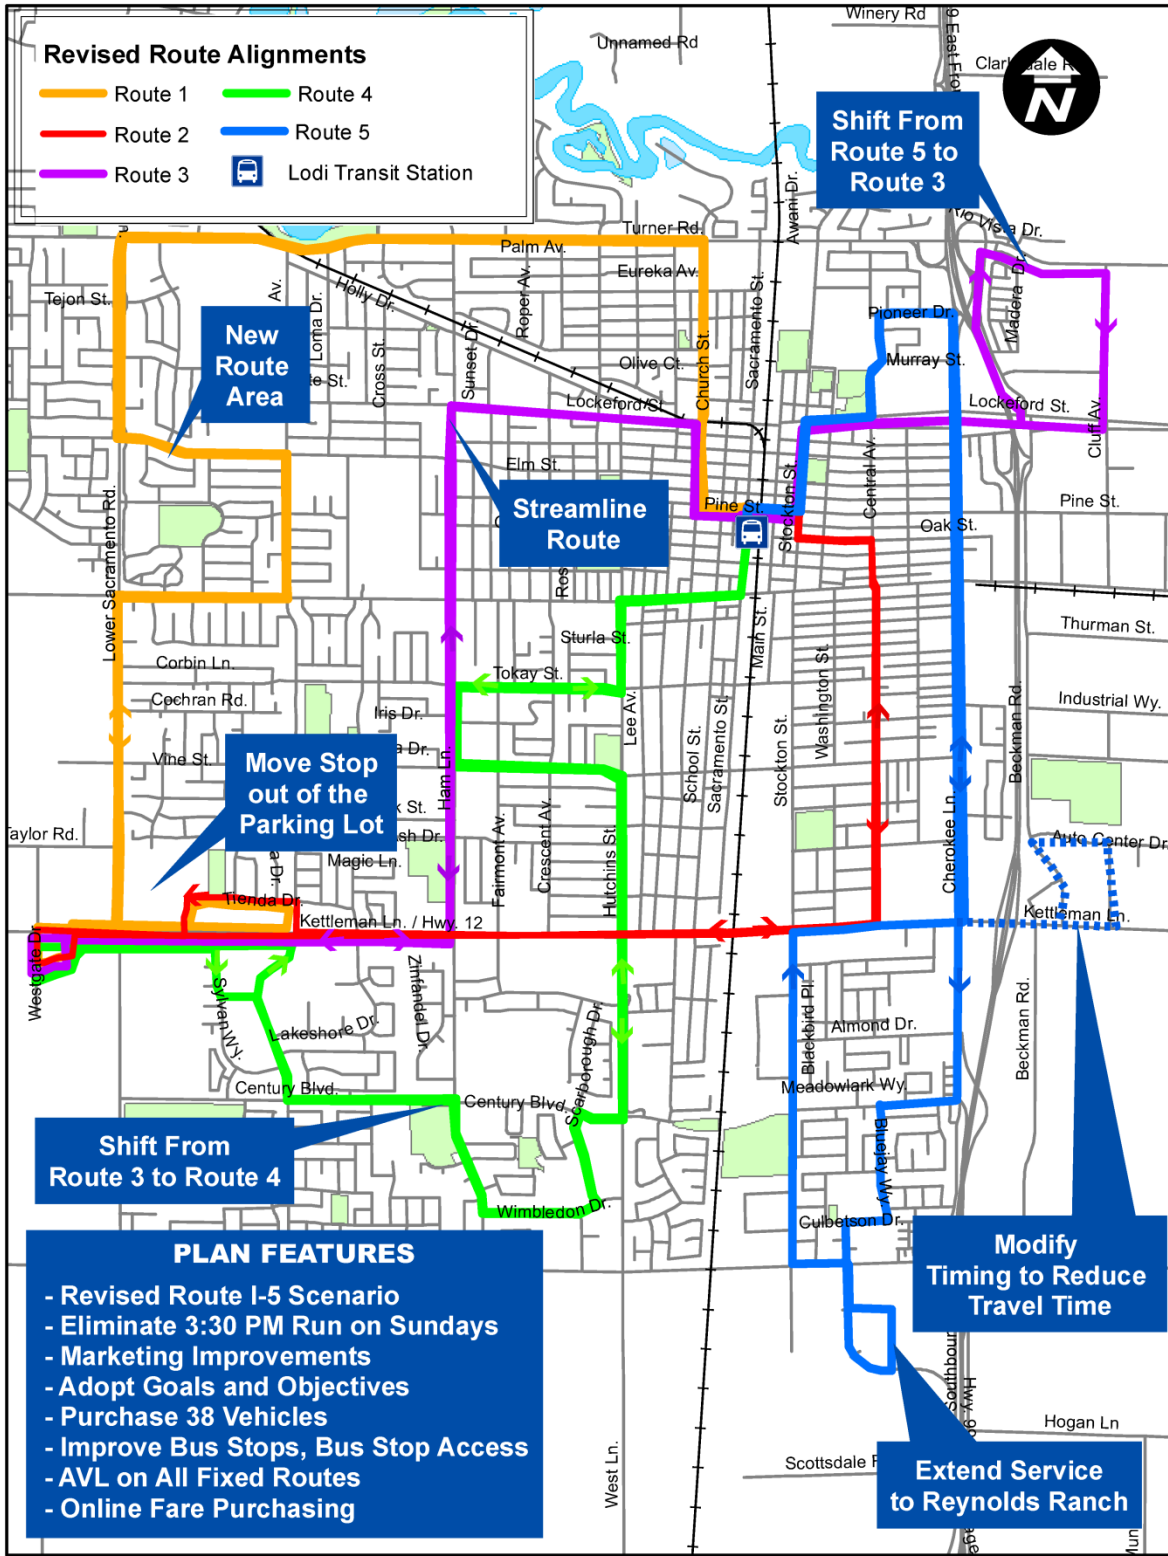 Revised Route Alignments
Route 1
Route 4
Route 2
Route 5
Route 3
Lodi Transit Station
Winery Rd
Unnamed Rd
Shift From
Route 5 to
Route 3
N
Awani Dr.
Turner Rd.
Palm Av.
Eureka Av.
Rio Vista Dr.
Madera Dr.
Tejon St.
Holly Dr.
Roper Av.
Sacramento St.
Pioneer Dr.
Av.
Loma Dr.
Cross St.
Sunset Dr.
Olive Ct.
Church St.
Murray St.
New
Route
Area
Lockeford St.
Lockeford St.
Cluff Av.
Elm St.
Streamline
Route
Pine St.
Stockton St.
Central Av.
Pine St.
Oak St.
Lower Sacramento Rd.
Main St.
Sturla St.
Thurman St.
Corbin Ln.
Tokay St.
Cochran Rd.
Iris Dr.
Lee Av.
School St.
Sacramento St.
Stockton St.
Washington St.
Beckman Rd.
Industrial Wy.
Vine St.
Ham Ln.
Move Stop
out of the
Parking Lot
Magic Ln.
Fairmont Av.
Crescent Av.
Hutchins St.
Cherokee Ln.
Auto Center Dr.
Tienda Dr.
Kettleman Ln. / Hwy. 12
Kettleman Ln.
Westgate Dr.
Sylvan Wy.
Zinfandel Dr.
Blackbird Pl.
Beckman Rd.
Lakeshore Dr.
Almond Dr.
Scarborough Dr.
Century Blvd.
Century Blvd.
Meadowlark Wy.
Bluejay Wy.
Shift From
Route 3 to Route 4
Wimbledon Dr.
Culbetson Dr.
Modify
Timing to Reduce
Travel Time
PLAN FEATURES
- Revised Route I-5 Scenario
- Eliminate 3:30 PM Run on Sundays
- Marketing Improvements
- Adopt Goals and Objectives
- Purchase 38 Vehicles
- Improve Bus Stops, Bus Stop Access
- AVL on All Fixed Routes
- Online Fare Purchasing
West Ln.
Hogan Ln
Scottsdale
Extend Service
to Reynolds Ranch